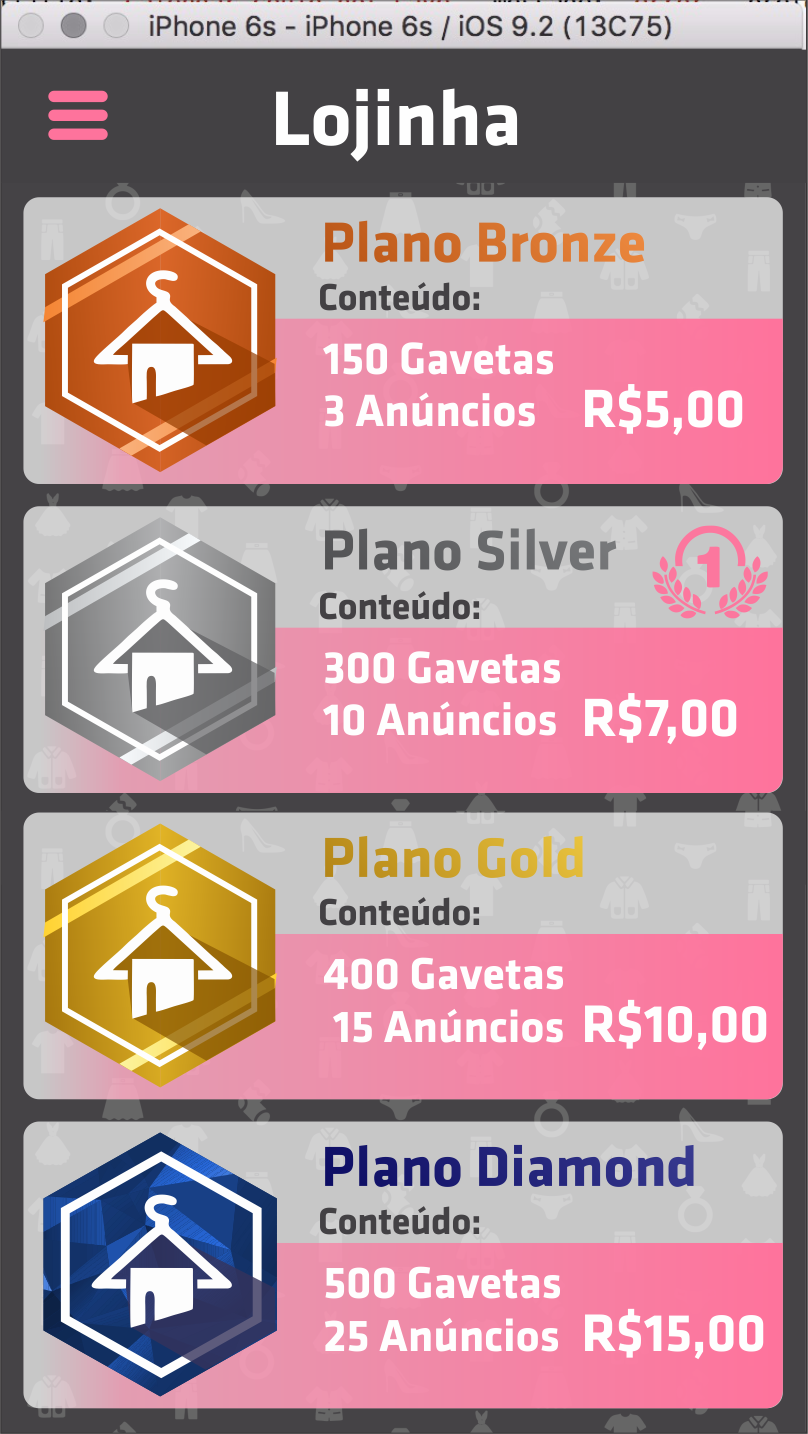 iPhone 6s - iPhone 6s / iOS 9.2 (13C75)
Lojinha
Plano Bronze
Conteúdo:
150 Gavetas
3 Anúncios R$5,00
Plano Silver
1
Conteúdo:
300 Gavetas
10 Anúncios R$7,00
Plano Gold
Conteúdo:
400 Gavetas
15 Anúncios R$10,00
Plano Diamond
Conteúdo:
500 Gavetas
25 Anúncios R$15,00